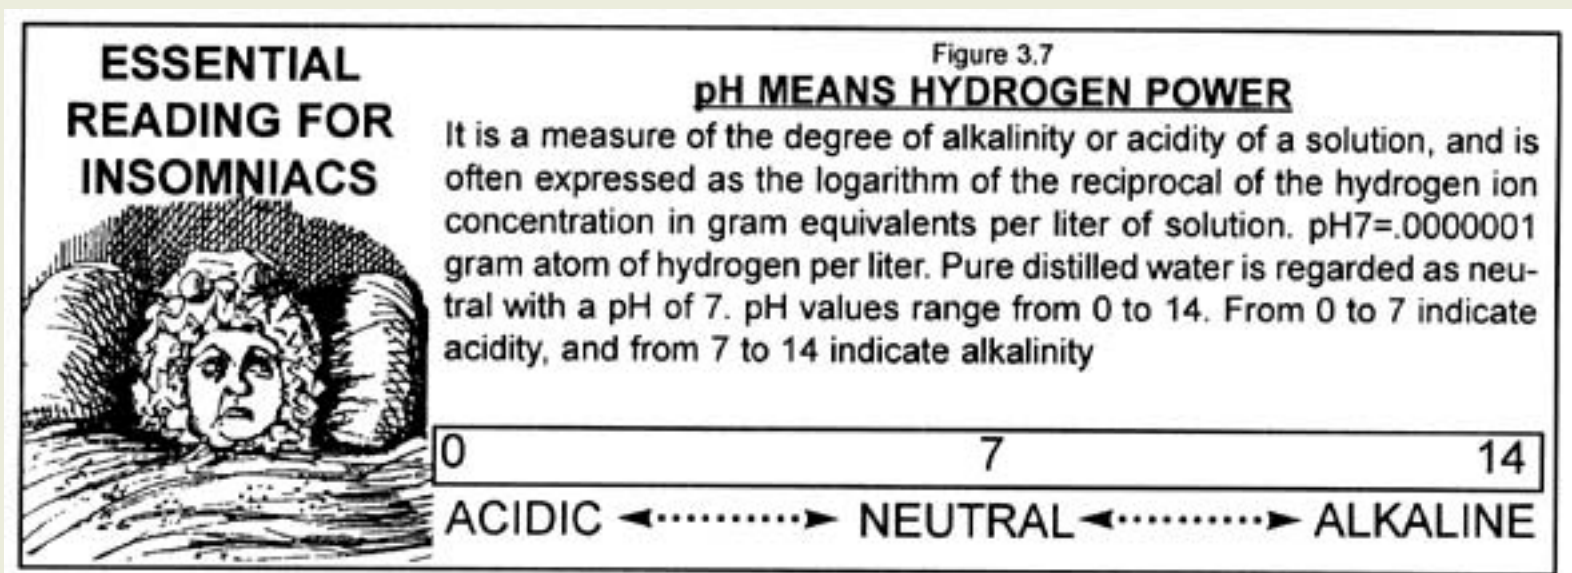 ESSENTIAL
READING FOR
INSOMNIACS
Figure 3.7
pH MEANS HYDROGEN POWER
It is a measure of the degree of alkalinity or acidity of a solution, and is
often expressed as the logarithm of the reciprocal of the hydrogen ion
concentration in gram equivalents per liter of solution. pH7=.0000001
gram atom of hydrogen per liter. Pure distilled water is regarded as neu-
tral with a pH of 7. pH values range from 0 to 14. From 0 to 7 indicate
acidity, and from 7 to 14 indicate alkalinity
0 7 14
ACIDIC NEUTRAL ALKALINE